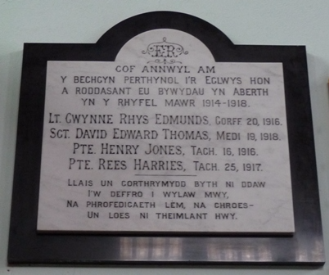 COF ANNWYL AM
Y BECHGYN PERTHYNOL I'R EGLWYS HON
A RODDASANT EU BYWYDAU YN ABERTH
YN Y RHYFEL MAWR 1914-1918.
LT. GWYNNE RHYS EDMUNDS, GORFF 20, 1916.
SGT. DAVID EDWARD THOMAS, MEDI 19, 1918.
PTE. HENRY JONES, TACH. 16, 1916.
PTE. REES HARRIES, TACH. 25, 1917.
LLAIS UN GORTHRYMYDD BYTH NI DDAW
I'W DEFFRO I WYLAW MWY,
NA PHROFEDIGAETH LEM, NA CHROES-
UN LOES NI THEIMLANT HWY.